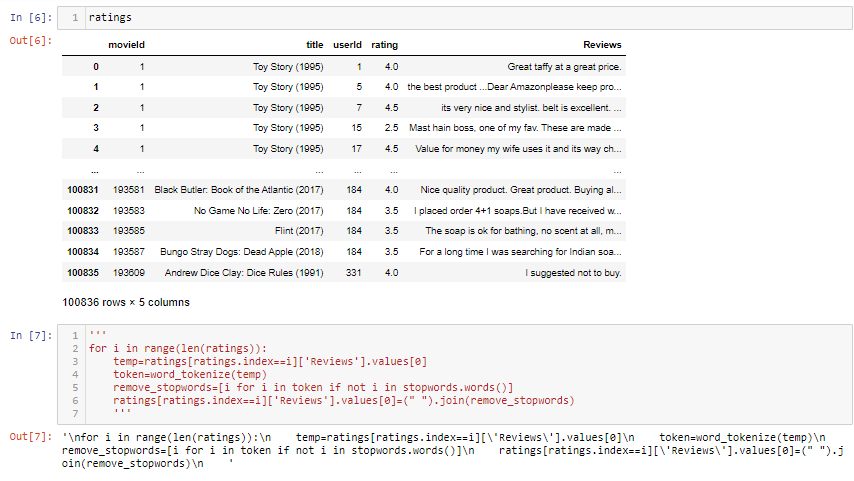 In [6]: 1 ratings
Out[6]:
movieId title userId rating Reviews
0 1 Toy Story (1995) 1 4.0 Great taffy at a great price.
1 1 Toy Story (1995) 5 4.0 the best product ...Dear Amazonplease keep pro...
2 1 Toy Story (1995) 7 4.5 its very nice and stylist. belt is excellent. ...
3 1 Toy Story (1995) 15 2.5 Mast hain boss, one of my fav. These are made ...
4 1 Toy Story (1995) 17 4.5 Value for money my wife uses it and its way ch...
... ... ... ... ... ...
100831 193581 Black Butler: Book of the Atlantic (2017) 184 4.0 Nice quality product. Great product. Buying al...
100832 193583 No Game No Life: Zero (2017) 184 3.5 I placed order 4+1 soaps.But I have received w...
100833 193585 Flint (2017) 184 3.5 The soap is ok for bathing, no scent at all, m...
100834 193587 Bungo Stray Dogs: Dead Apple (2018) 184 3.5 For a long time I was searching for Indian soa...
100835 193609 Andrew Dice Clay: Dice Rules (1991) 331 4.0 I suggested not to buy.
100836 rows × 5 columns
In [7]: 1 '''
2 for i in range(len(ratings)):
3     temp=ratings[ratings.index==i]['Reviews'].values[0]
4     token=word_tokenize(temp)
5     remove_stopwords=[i for i in token if not i in stopwords.words()]
6     ratings[ratings.index==i]['Reviews'].values[0]=(" ").join(remove_stopwords)
7     '''
Out[7]: '\nfor i in range(len(ratings)):\n    temp=ratings[ratings.index==i][\'Reviews\'].values[0]\n    token=word_tokenize(temp)\n
remove_stopwords=[i for i in token if not i in stopwords.words()]\n    ratings[ratings.index==i][\'Reviews\'].values[0]=(" ").j
oin(remove_stopwords)\n    '